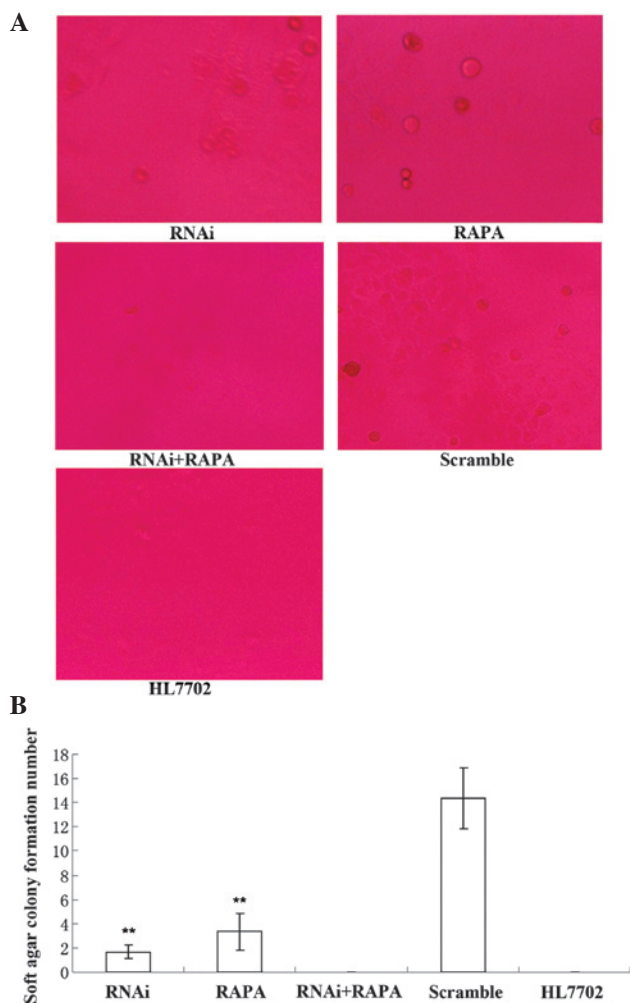 A
RNAi
RAPA
RNAi+RAPA
Scramble
HL7702
B
Soft agar colony formation number
18
16
14
12
10
8
6
4
2
0
**
**
RNAi
RAPA
RNAi+RAPA
Scramble
HL7702